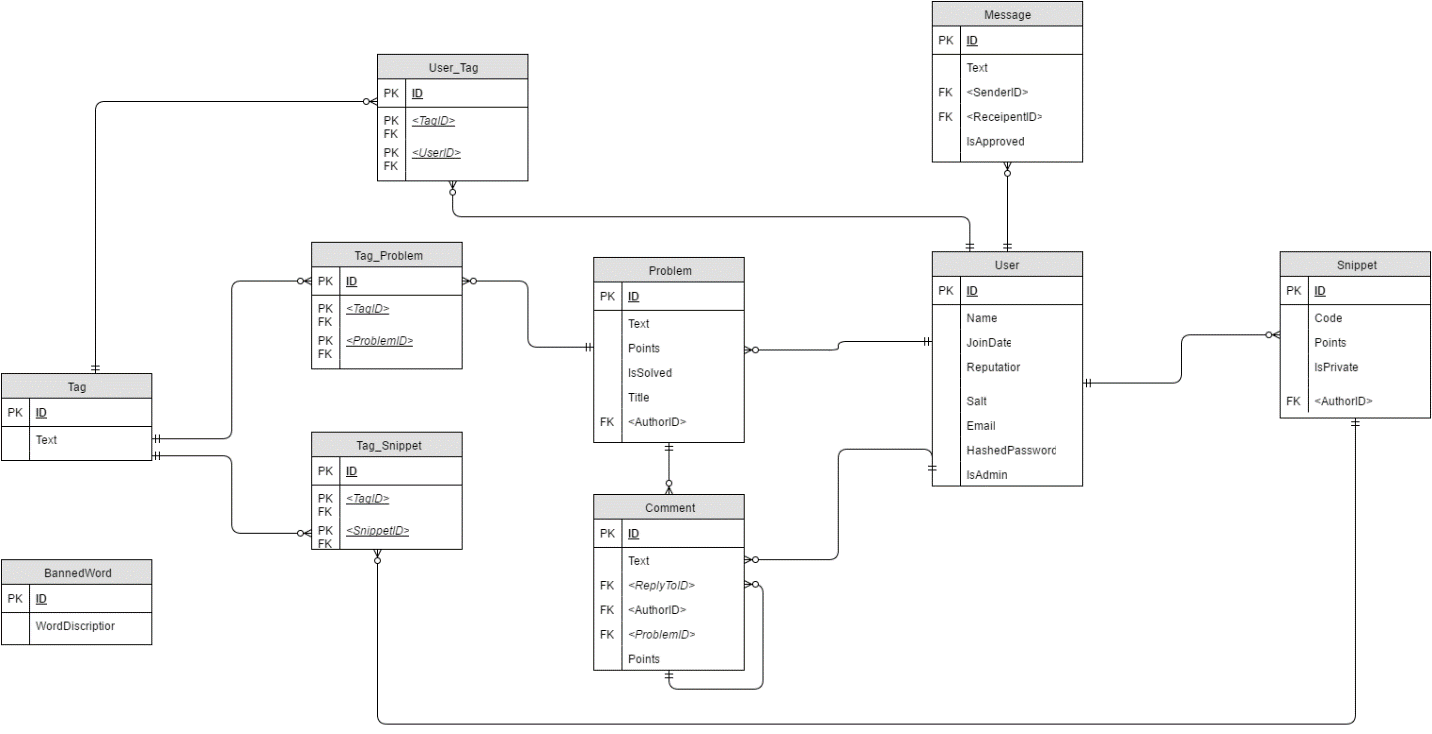 Message
PK ID
Text
FK <SenderID>
FK <ReceipentID>
IsApproved
User_Tag
PK ID
PK <TagID>
FK
PK <UserID>
FK
Tag_Problem
PK ID
PK <TagID>
FK
PK <ProblemID>
FK
Problem
PK ID
Text
Points
IsSolved
Title
FK <AuthorID>
User
PK ID
Name
JoinDate
Reputation
Salt
Email
HashedPassword
IsAdmin
Snippet
PK ID
Code
Points
IsPrivate
FK <AuthorID>
Tag
PK ID
Text
Tag_Snippet
PK ID
PK <TagID>
FK
PK <SnippetID>
FK
Comment
PK ID
Text
FK <ReplyToID>
FK <AuthorID>
FK <ProblemID>
Points
BannedWord
PK ID
WordDiscription